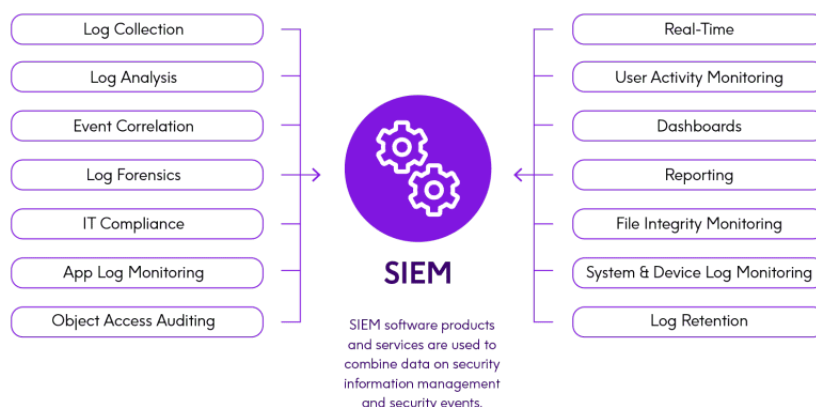 Log Collection
Log Analysis
Event Correlation
Log Forensics
IT Compliance
App Log Monitoring
Object Access Auditing
SIEM
SIEM software products
and services are used to
combine data on security
information management
and security events.
Real-Time
User Activity Monitoring
Dashboards
Reporting
File Integrity Monitoring
System & Device Log Monitoring
Log Retention